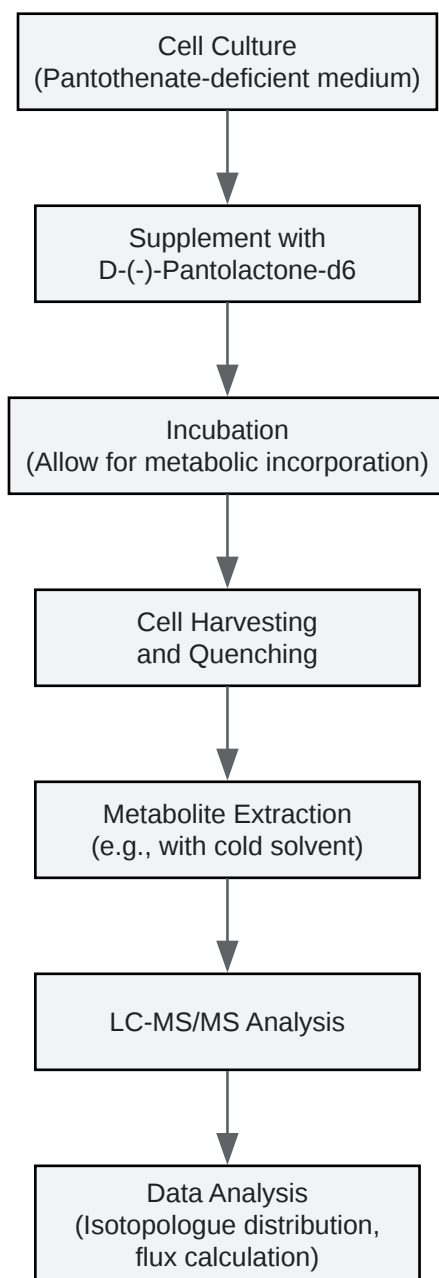 Cell Culture
(Pantothenate-deficient medium)
Supplement with
D-(-)-Pantolactone-d6
Incubation
(Allow for metabolic incorporation)
Cell Harvesting
and Quenching
Metabolite Extraction
(e.g., with cold solvent)
LC-MS/MS Analysis
Data Analysis
(Isotopologue distribution,
flux calculation)